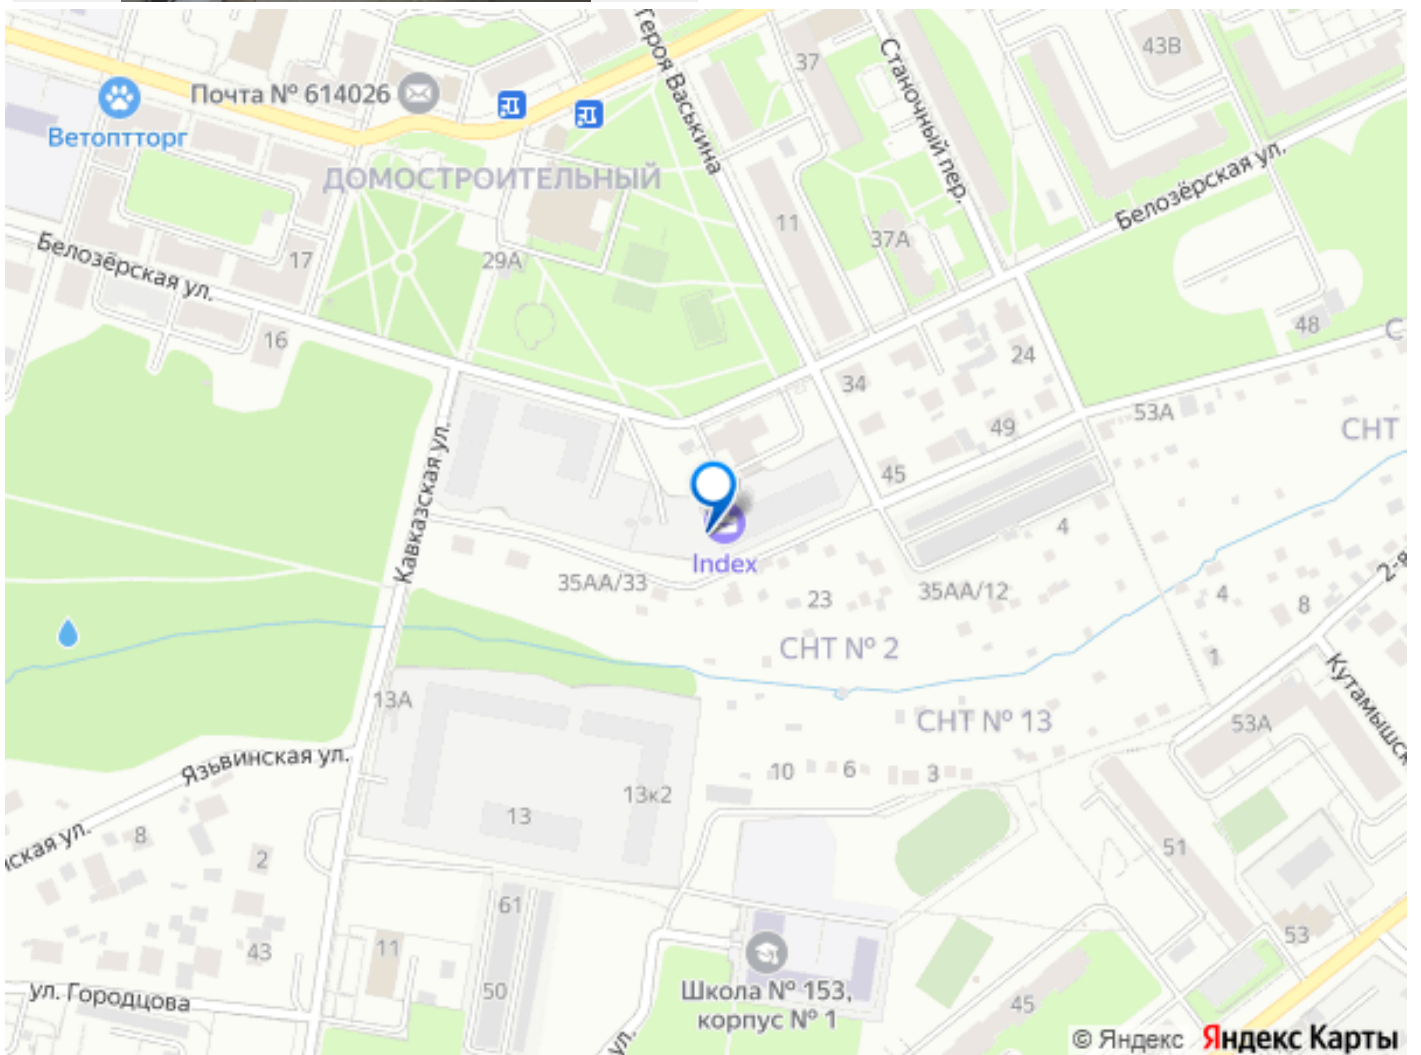 Героя Васькина
37
Станочный пер.
43В
Почта № 614026
Ветоптторг
ДОМОСТРОИТЕЛЬНЫЙ
Белозёрская ул.
11
37А
17
29А
Белозёрская ул.
16
34
24
48
С
53А
49
СНТ
45
Кавказская ул.
4
Index
35АА/33
23
35АА/12
4
8
СНТ № 2
1
13А
СНТ № 13
53А
Язьвинская ул.
10
6
3
13к2
13
8
2
51
61
43
11
53
50
ул. Городцова
Школа № 153,
корпус № 1
45
ул.
© Яндекс Яндекс Карты